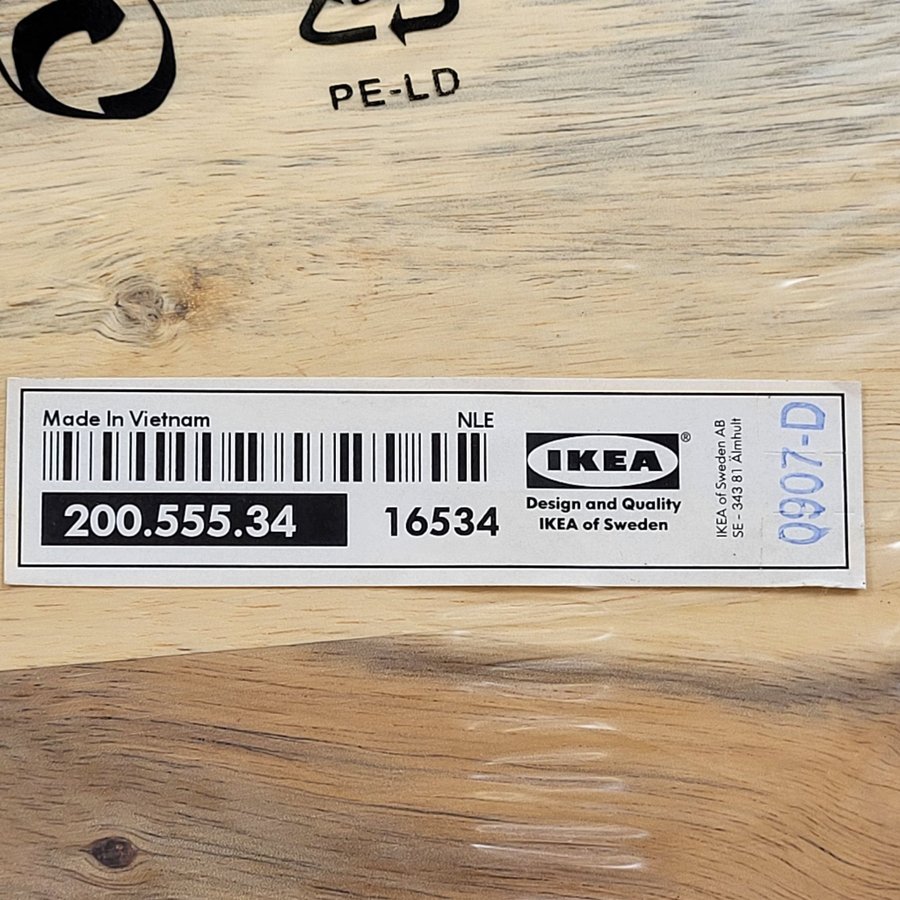 PE-LD
Made In Vietnam
NLE
200.555.34
16534
IKEA®
Design and Quality
IKEA of Sweden
IKEA of Sweden AB
SE - 343 81 Älmhult
Q907-D